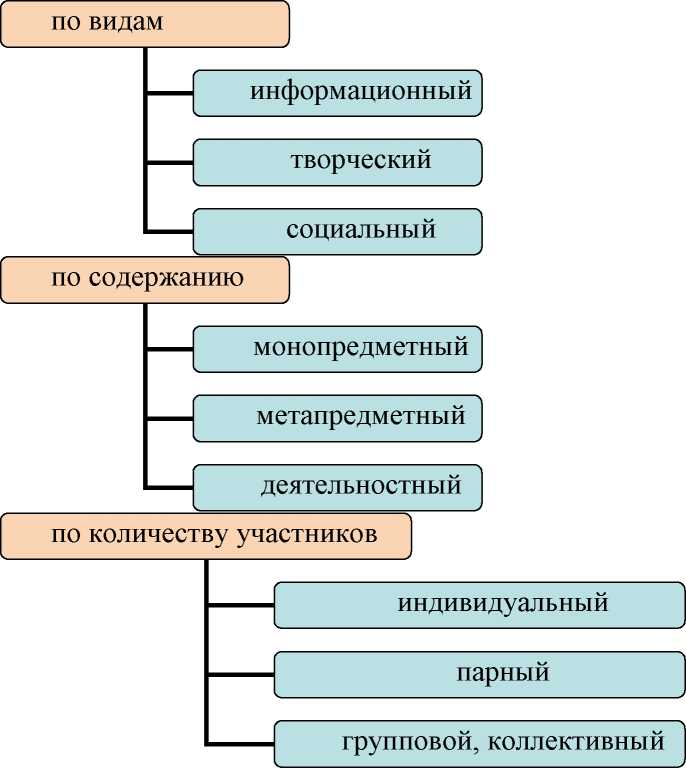 по видам
информационный
творческий
социальный
по содержанию
монопредметный
метапредметный
деятельностный
по количеству участников
индивидуальный
парный
групповой, коллективный